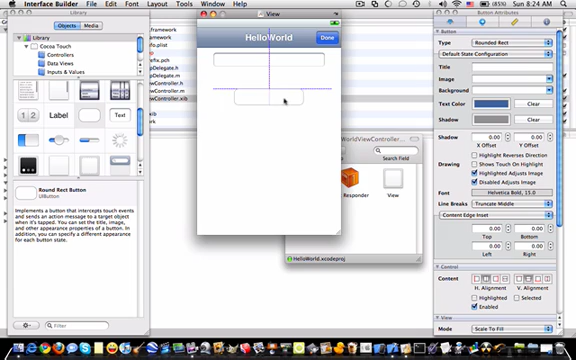 Interface Builder File Edit Font Layout Tools Window Help (85%) Sun 8:24 AM
Library
Objects Media
Library
Cocoa Touch
Controllers
Data Views
Inputs & Values
Label
Text
Round Rect Button
UIButton
Implements a button that intercepts touch events
and sends an action message to a target object
when it's tapped. You can set the title, image,
and other appearance properties of a button. In
addition, you can specify a different appearance
for each button state.
Filter
View
HelloWorld
Done
Search Field
Responder
View
HelloWorld.xcodeproj
Button Attributes
Button
Type Rounded Rect
Default State Configuration
Title
Image
Background
Text Color Clear
Shadow Clear
Shadow 0.00 0.00
X Offset Y Offset
Drawing Highlight Reverses Direction
Shows Touch On Highlight
Highlighted Adjusts Image
Disabled Adjusts Image
Font Helvetica Bold, 15.0
Line Breaks Truncate Middle
Content Edge Inset
0.00 0.00
Top Bottom
0.00 0.00
Left Right
Control
Content
H. Alignment V. Alignment
Highlighted Selected
Enabled
View
Mode Scale To Fill